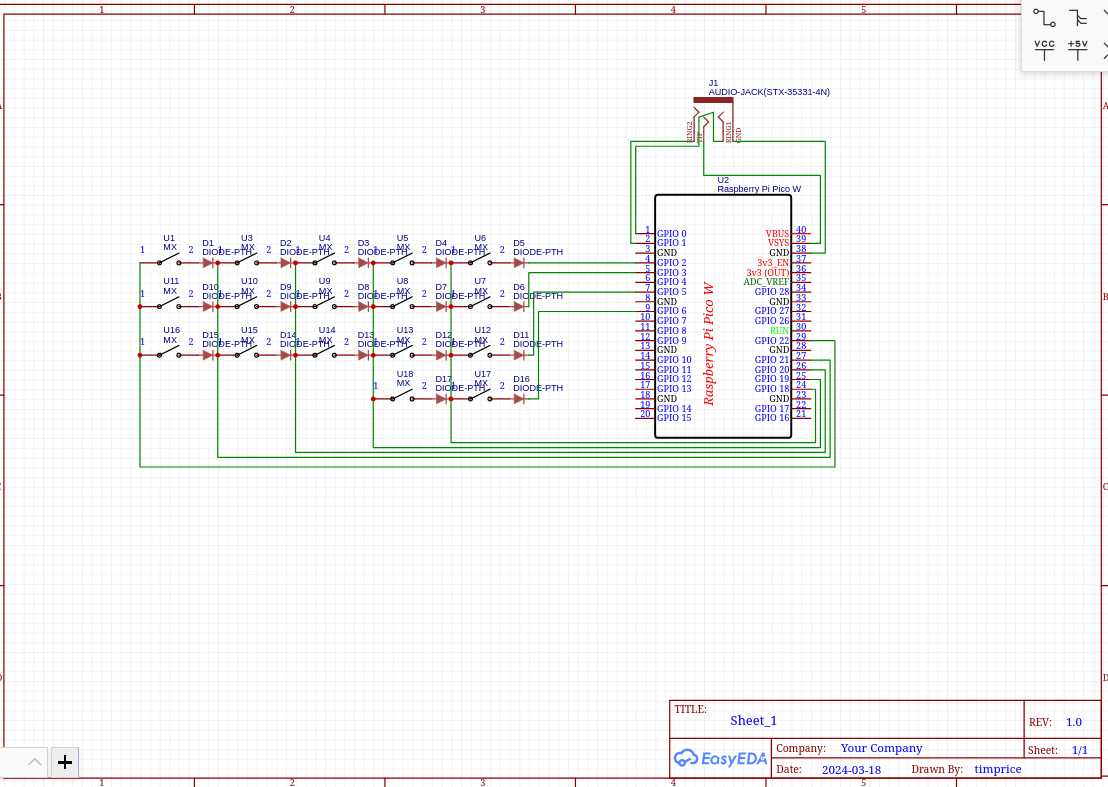 1 2 3 4 5
VCC +5V
J1
AUDIO-JACK(STX-35331-4N)
RING2 RING1 GND
A A
U2
Raspberry Pi Pico W
1 GPIO 0 VBUS 40
2 GPIO 1 VSYS 39
3 GND GND 38
4 GPIO 2 3v3_EN 37
5 GPIO 3 3v3 (OUT) 36
6 GPIO 4 ADC_VREF 35
7 GPIO 5 GPIO 28 34
8 GND GND 33
9 GPIO 6 GPIO 27 32
10 GPIO 7 GPIO 26 31
11 GPIO 8 RUN 30
12 GPIO 9 GPIO 22 29
13 GND GND 28
14 GPIO 10 GPIO 21 27
15 GPIO 11 GPIO 20 26
16 GPIO 12 GPIO 19 25
17 GPIO 13 GPIO 18 24
18 GND GND 23
19 GPIO 14 GPIO 17 22
20 GPIO 15 GPIO 16 21
Raspberry Pi Pico W
U1 U3 U4 U5 U6
MX MX MX MX MX
1 2 D1 1 2 D2 1 2 D3 1 2 D4 1 2 D5
DIODE-PTH DIODE-PTH DIODE-PTH DIODE-PTH DIODE-PTH
U11 U10 U9 U8 U7
MX MX MX MX MX
1 2 D10 1 2 D9 1 2 D8 1 2 D7 1 2 D6
DIODE-PTH DIODE-PTH DIODE-PTH DIODE-PTH DIODE-PTH
U16 U15 U14 U13 U12
MX MX MX MX MX
1 2 D15 1 2 D14 1 2 D13 1 2 D12 1 2 D11
DIODE-PTH DIODE-PTH DIODE-PTH DIODE-PTH DIODE-PTH
U18 U17
MX MX
1 2 D17 1 2 D16
DIODE-PTH DIODE-PTH
B
C
D
TITLE:
Sheet_1
REV: 1.0
EasyEDA
Company: Your Company
Sheet: 1/1
Date: 2024-03-18 Drawn By: timprice
1 2 3 4 5